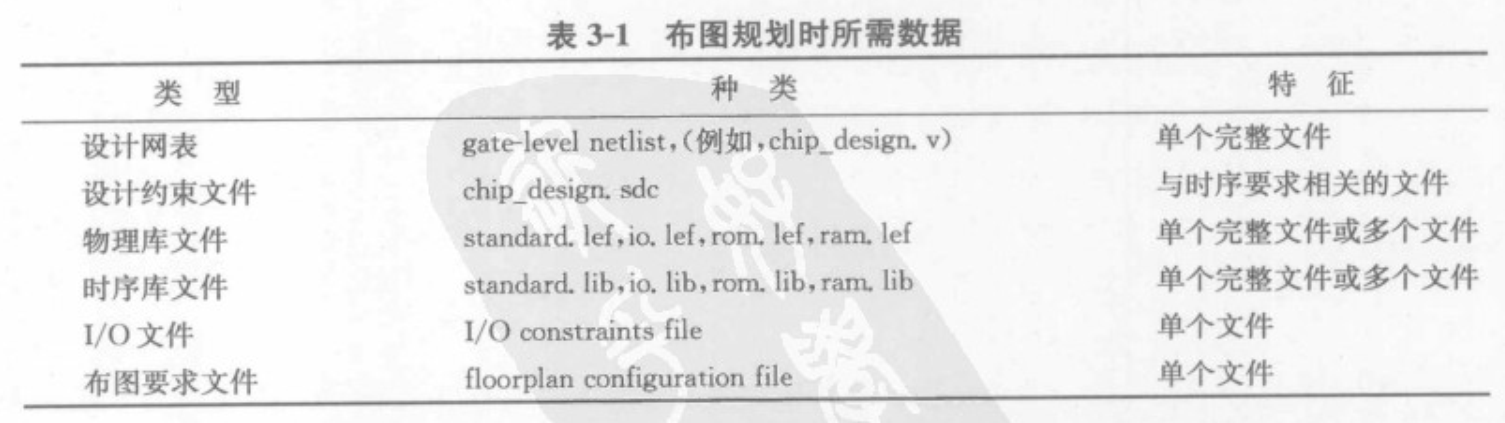 表 3-1 布图规划时所需数据
类 型 种 类 特 征
设计网表 gate-level netlist,(例如,chip_design. v) 单个完整文件
设计约束文件 chip_design. sdc 与时序要求相关的文件
物理库文件 standard. lef,io. lef,rom. lef,ram. lef 单个完整文件或多个文件
时序库文件 standard. lib,io. lib,rom. lib,ram. lib 单个完整文件或多个文件
I/O 文件 I/O constraints file 单个文件
布图要求文件 floorplan configuration file 单个文件